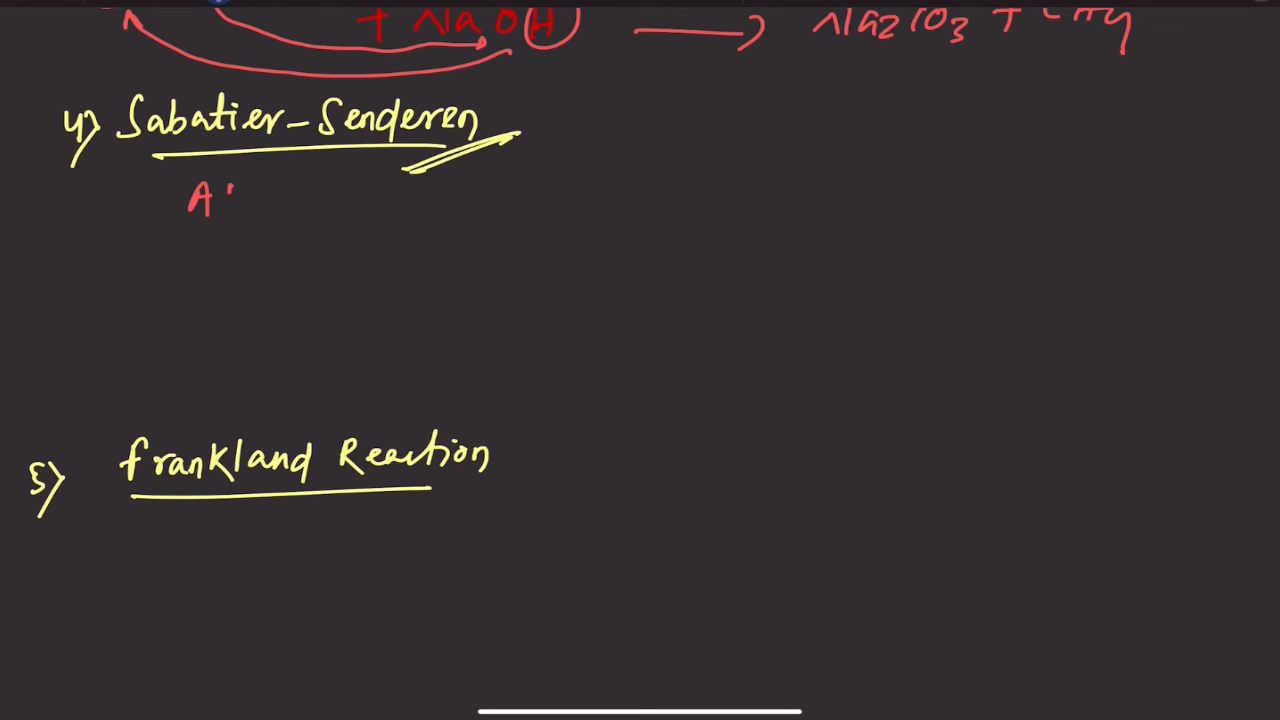 + NaOH → Na2CO3 + CH4
4) Sabatier-Senderen
A
5) Frankland Reaction